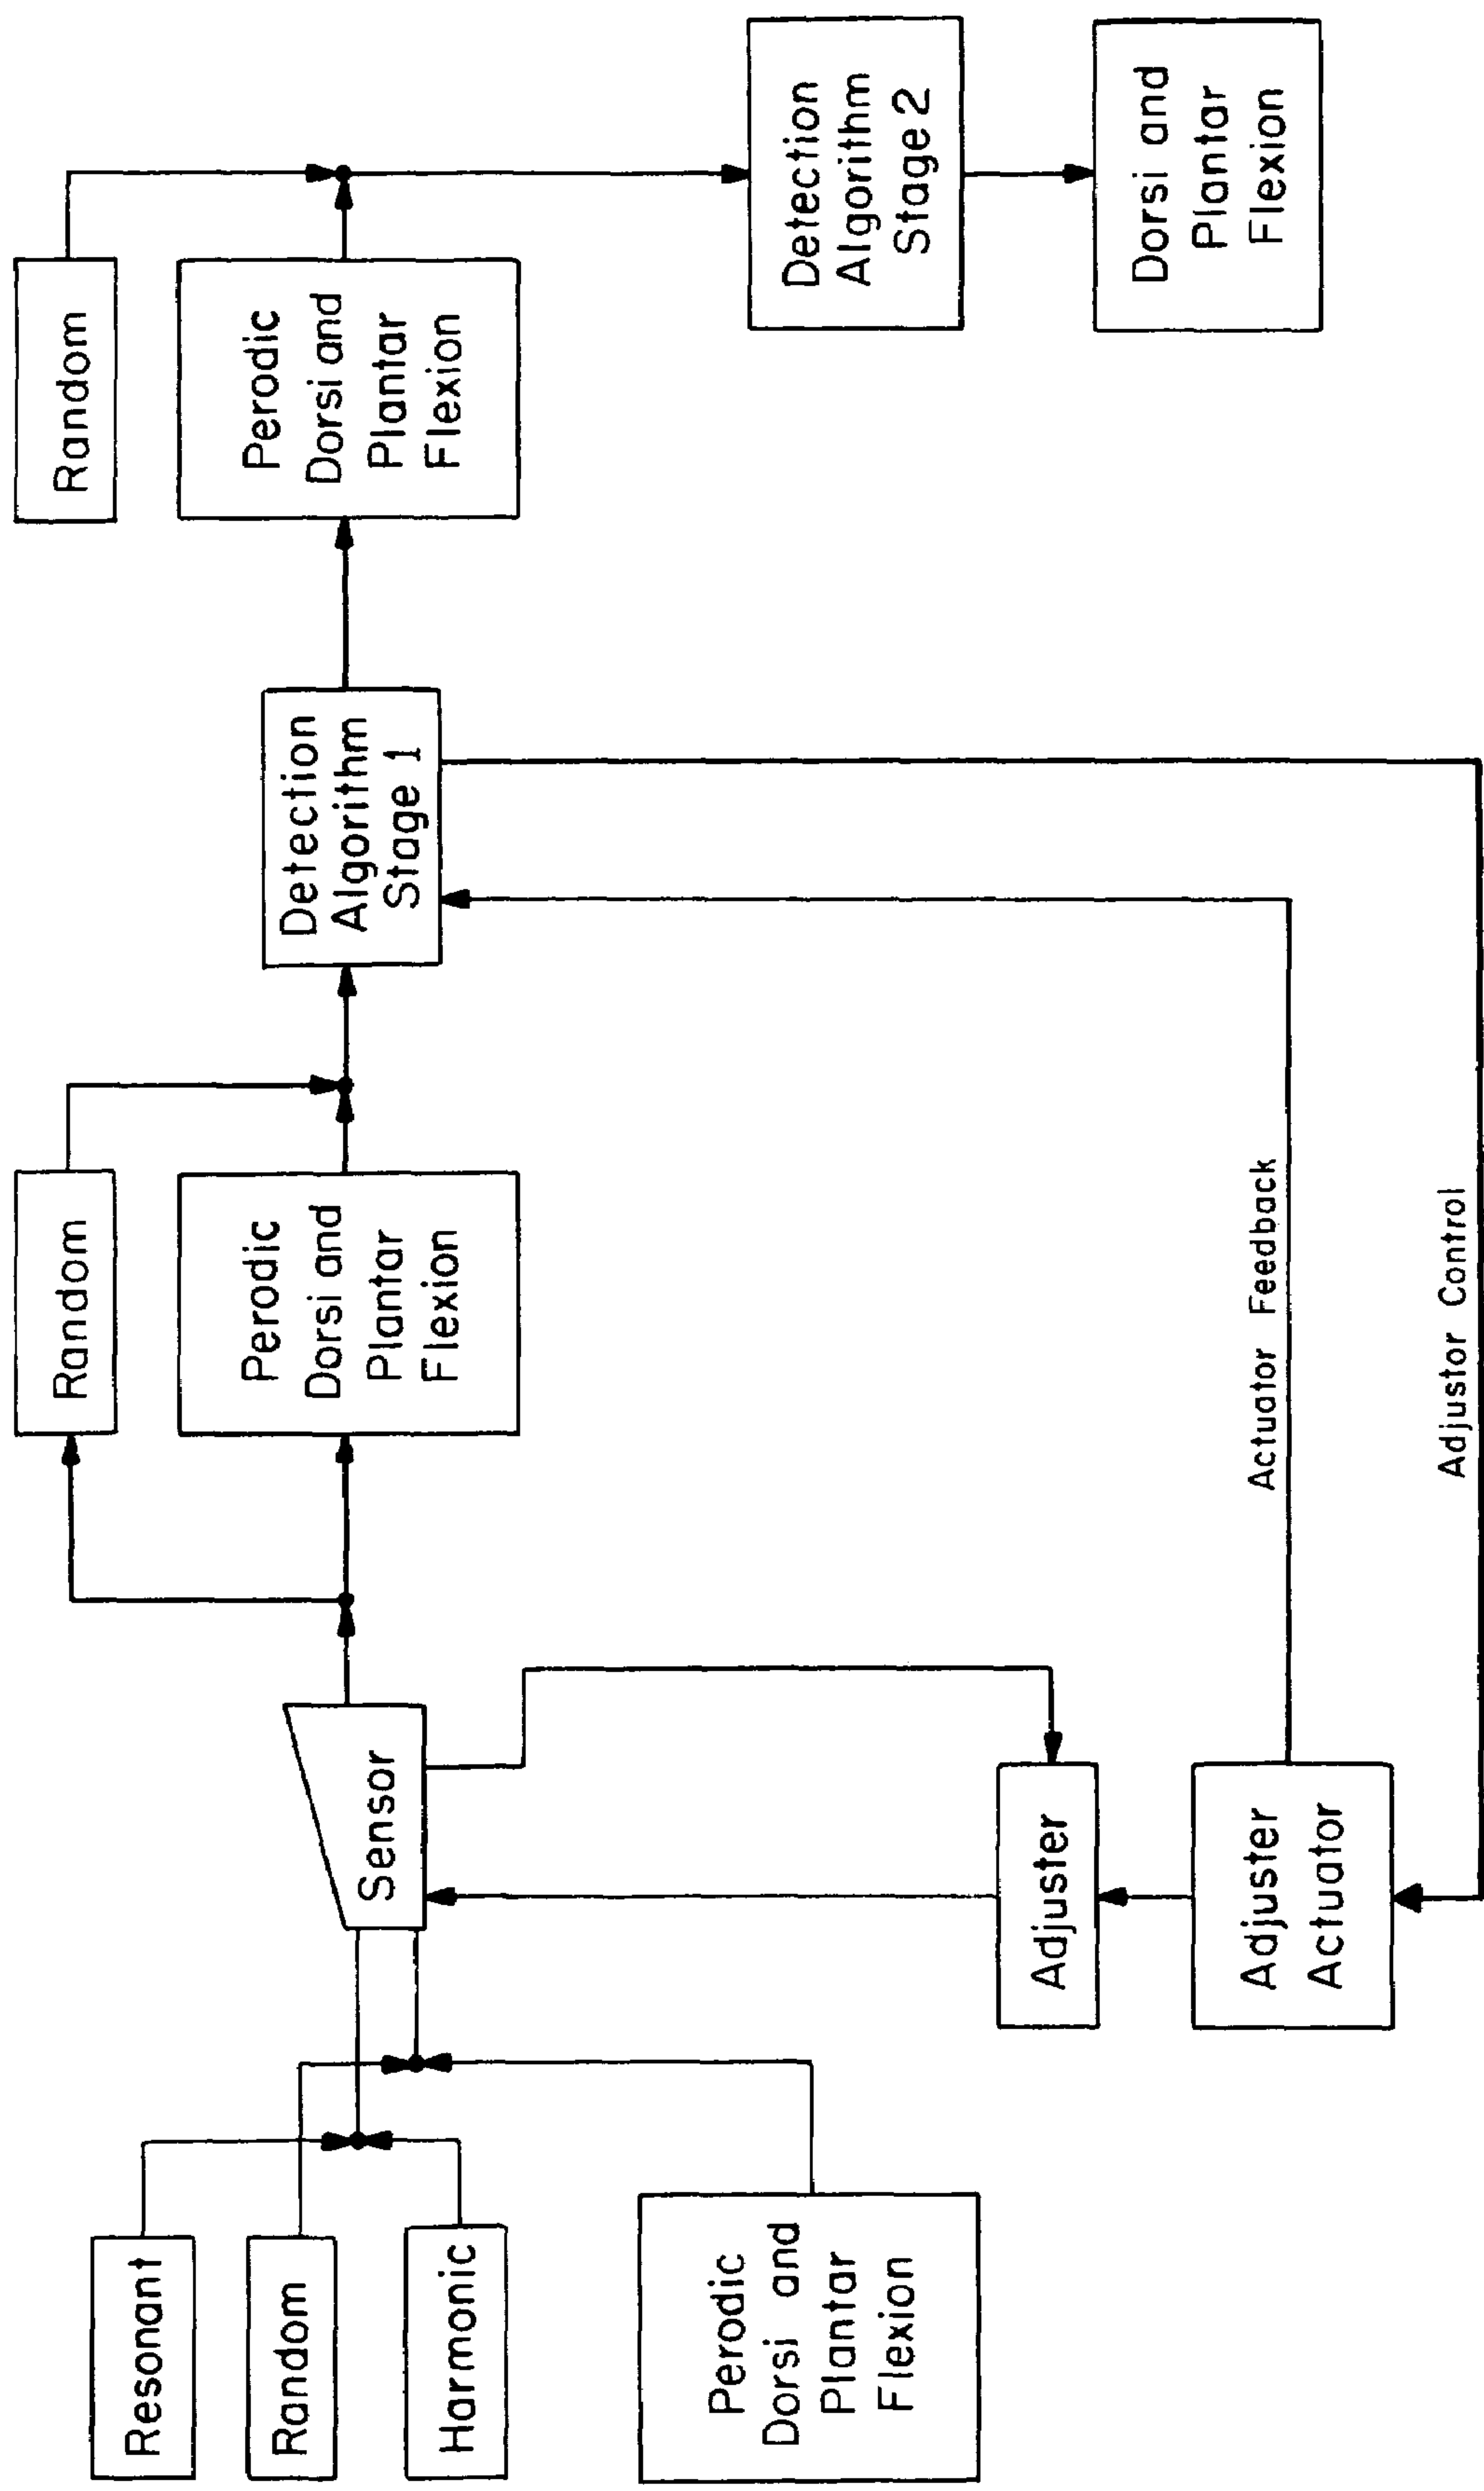 Resonant
Random
Harmonic
Perodic
Dorsi and
Plantar
Flexion
Sensor
Adjuster
Adjuster
Actuator
Random
Perodic
Dorsi and
Plantar
Flexion
Actuator Feedback
Adjustor Control
Detection
Algorithm
Stage 1
Random
Perodic
Dorsi and
Plantar
Flexion
Detection
Algorithm
Stage 2
Dorsi and
Plantar
Flexion